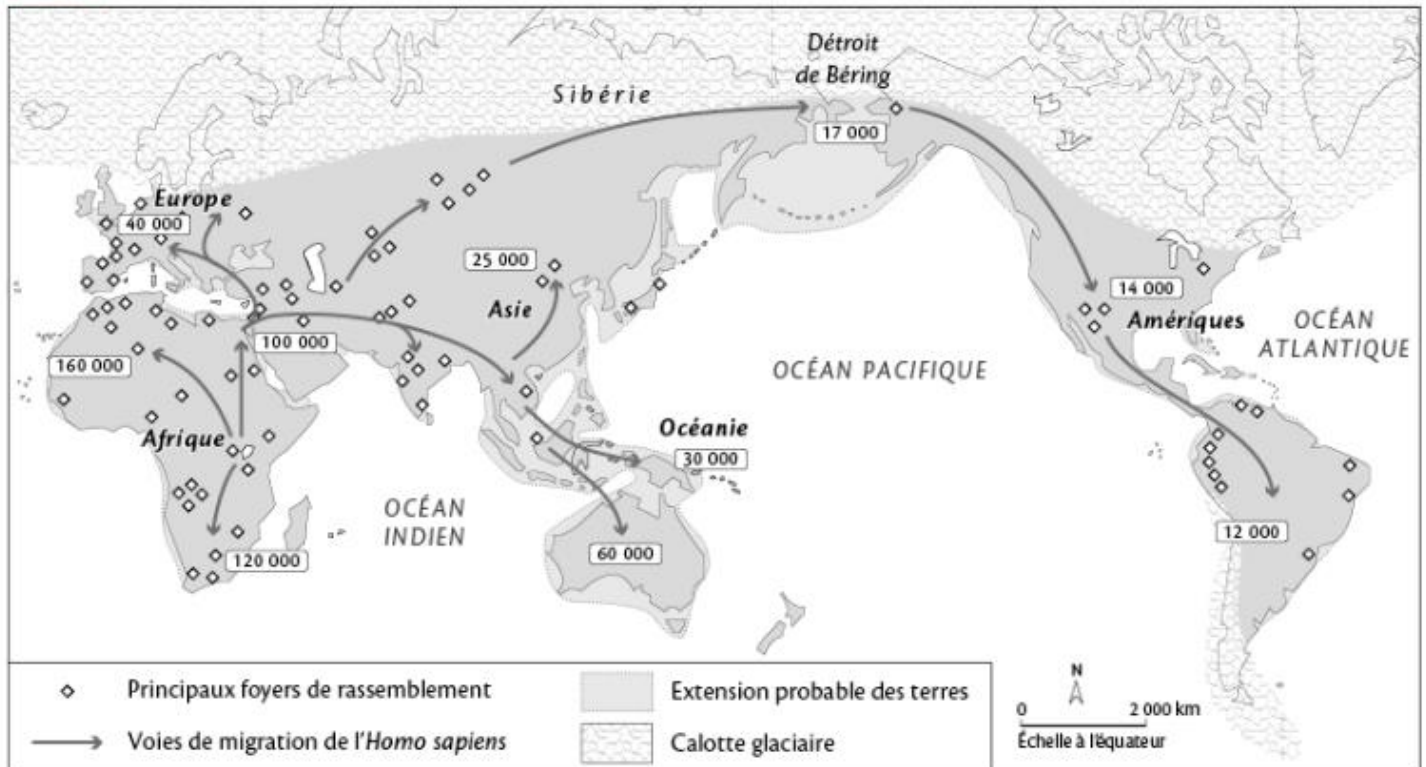 Détroit
de Béring
Sibérie
17 000
Europe
40 000
25 000
Asie
14 000
Amériques
OCÉAN
ATLANTIQUE
100 000
160 000
OCÉAN PACIFIQUE
Afrique
Océanie
30 000
OCÉAN
INDIEN
12 000
60 000
120 000
Principaux foyers de rassemblement
Voies de migration de l'Homo sapiens
Extension probable des terres
Calotte glaciaire
N
0 2 000 km
Échelle à l'équateur